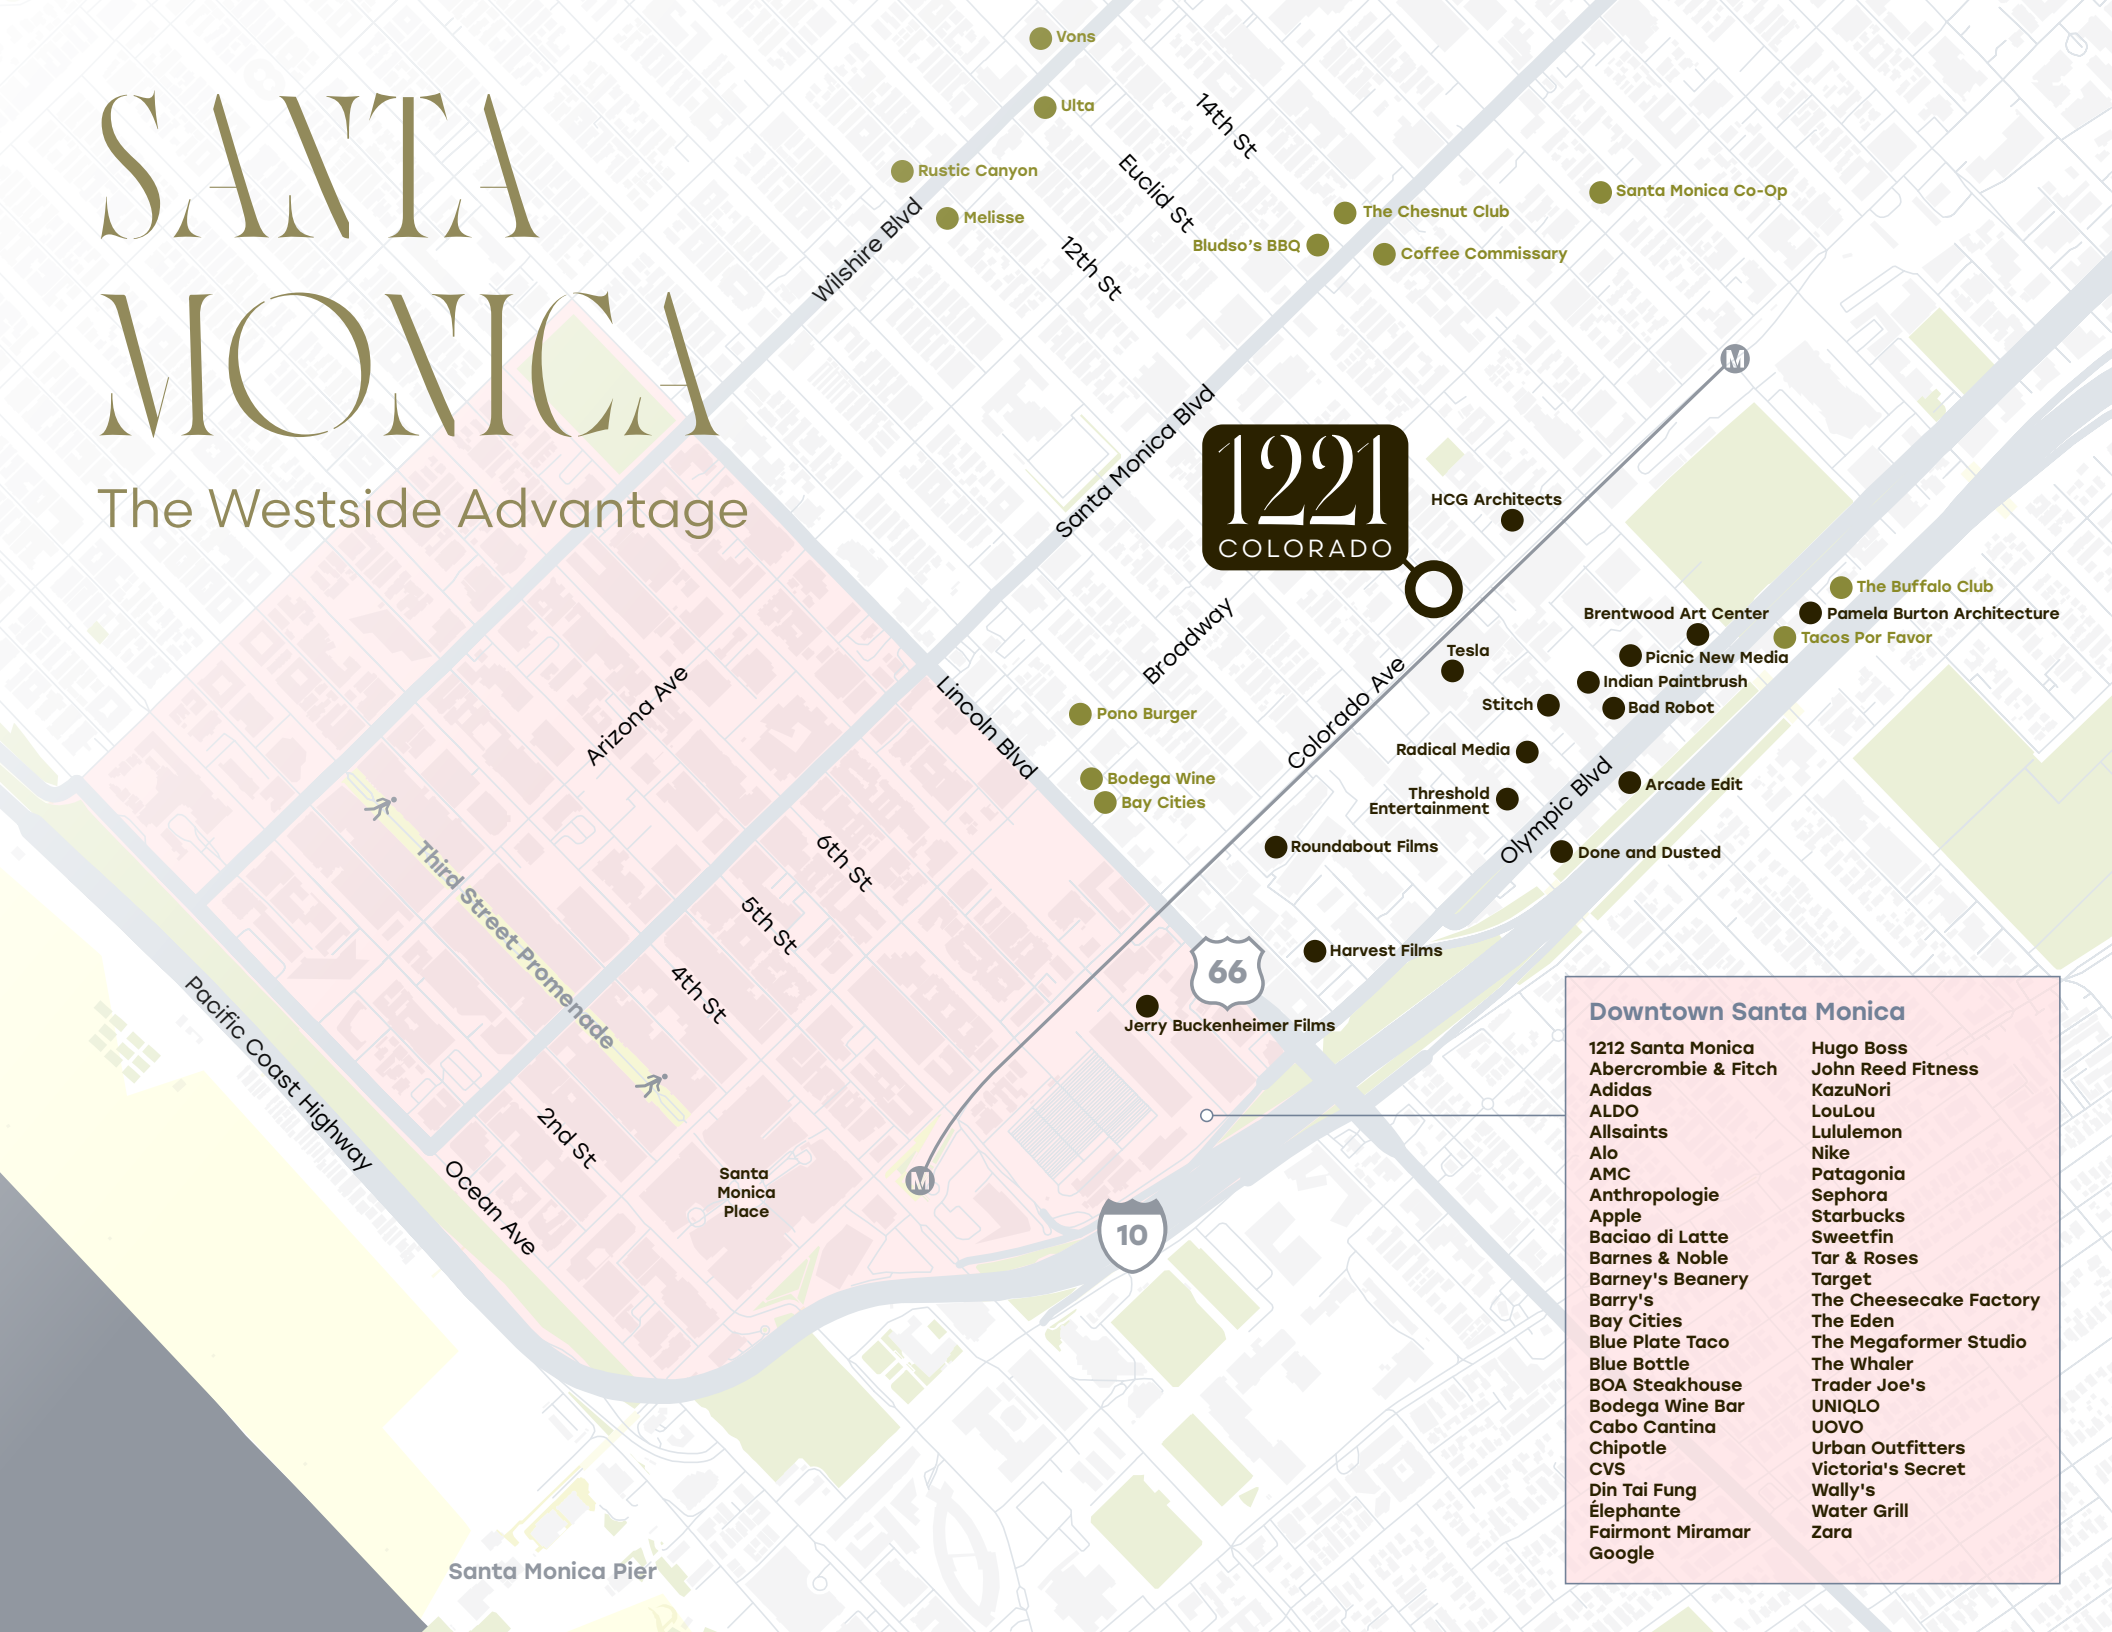 SANTA
MONICA
The Westside Advantage
Vons
Ulta
Rustic Canyon
Melisse
Wilshire Blvd
14th St
Euclid St
12th St
The Chesnut Club
Bludso's BBQ
Coffee Commissary
Santa Monica Co-Op
M
Santa Monica Blvd
1221
COLORADO
HCG Architects
Broadway
Lincoln Blvd
Arizona Ave
Colorado Ave
The Buffalo Club
Brentwood Art Center
Pamela Burton Architecture
Tacos Por Favor
Tesla
Picnic New Media
Indian Paintbrush
Stitch
Bad Robot
Pono Burger
Radical Media
Bodega Wine
Bay Cities
Arcade Edit
Threshold
Entertainment
Olympic Blvd
Roundabout Films
Done and Dusted
Third Street Promenade
6th St
5th St
4th St
2nd St
Harvest Films
66
Jerry Buckenheimer Films
Pacific Coast Highway
Ocean Ave
Santa
Monica
Place
M
10
Santa Monica Pier
Downtown Santa Monica
1212 Santa Monica
Abercrombie & Fitch
Adidas
ALDO
Allsaints
Alo
AMC
Anthropologie
Apple
Baciao di Latte
Barnes & Noble
Barney's Beanery
Barry's
Bay Cities
Blue Plate Taco
Blue Bottle
BOA Steakhouse
Bodega Wine Bar
Cabo Cantina
Chipotle
CVS
Din Tai Fung
Élephante
Fairmont Miramar
Google
Hugo Boss
John Reed Fitness
KazuNori
LouLou
Lululemon
Nike
Patagonia
Sephora
Starbucks
Sweetfin
Tar & Roses
Target
The Cheesecake Factory
The Eden
The Megaformer Studio
The Whaler
Trader Joe's
UNIQLO
UOVO
Urban Outfitters
Victoria's Secret
Wally's
Water Grill
Zara